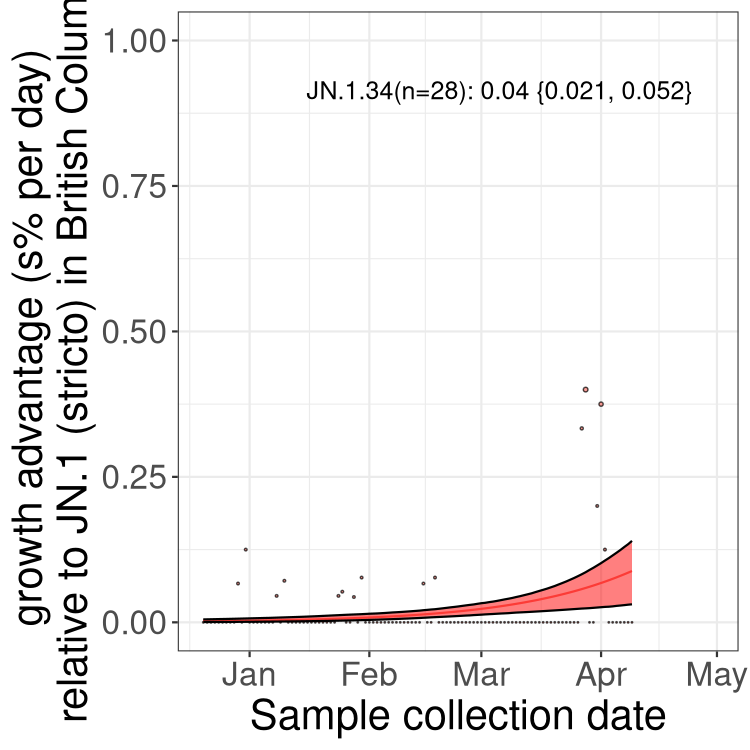 growth advantage (s% per day)
relative to JN.1 (stricto) in British Colum
1.00
0.75
0.50
0.25
0.00
JN.1.34(n=28): 0.04 {0.021, 0.052}
Jan Feb Mar Apr May
Sample collection date